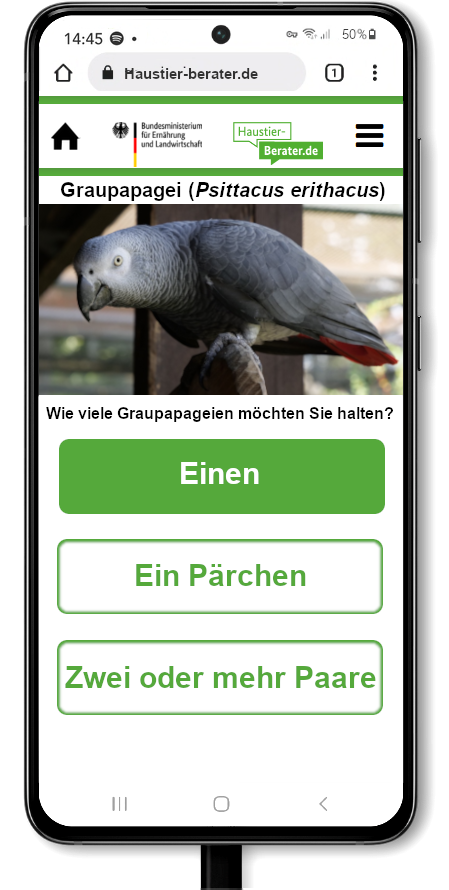 14:45
50%
Haustier-berater.de
1
Bundesministerium
für Ernährung
und Landwirtschaft
Haustier-
Berater.de
Graupapagei (Psittacus erithacus)
Wie viele Graupapageien möchten Sie halten?
Einen
Ein Pärchen
Zwei oder mehr Paare